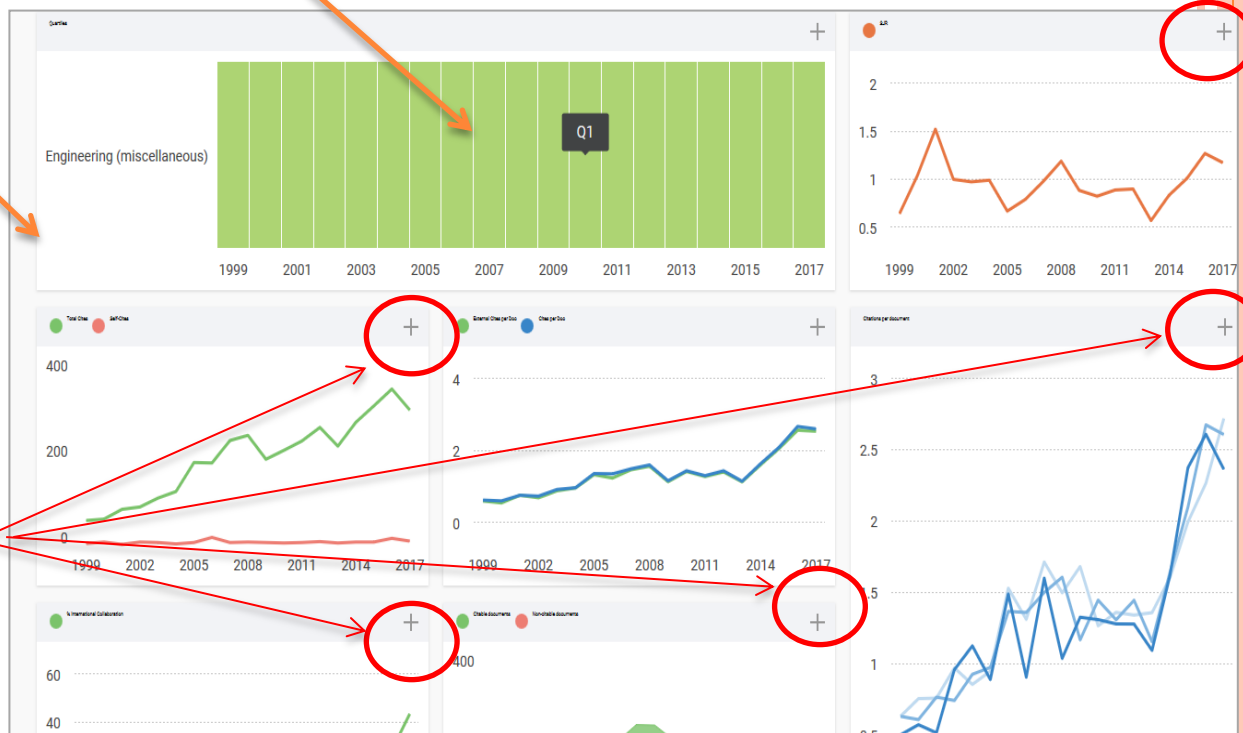 Quartiles
+
SJR
+
Q1
Engineering (miscellaneous)
1999 2001 2003 2005 2007 2009 2011 2013 2015 2017
2
1.5
1
0.5
1999 2002 2005 2008 2011 2014 2017
Total Cites Self-Cites
+
400
200
0
1999 2002 2005 2008 2011 2014 2017
External Cites per Doc Cites per Doc
+
4
2
0
1999 2002 2005 2008 2011 2014 2017
Citations per document
+
3
2.5
2
1.5
1
0.5
% International Collaboration
+
60
40
Citable documents Non-citable documents
+
400